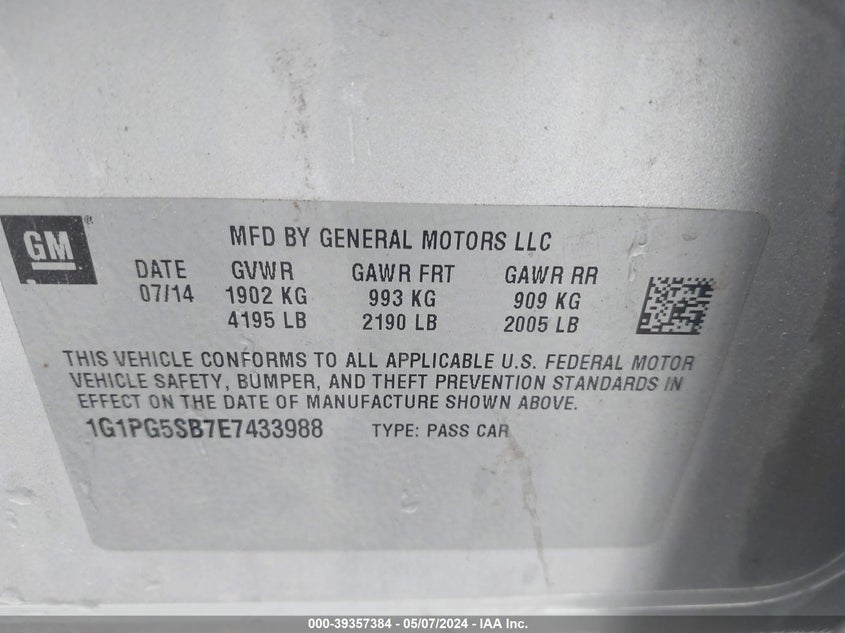 GM®
MFD BY GENERAL MOTORS LLC
DATE GVWR GAWR FRT GAWR RR
07/14 1902 KG 993 KG 909 KG
4195 LB 2190 LB 2005 LB
THIS VEHICLE CONFORMS TO ALL APPLICABLE U.S. FEDERAL MOTOR
VEHICLE SAFETY, BUMPER, AND THEFT PREVENTION STANDARDS IN
EFFECT ON THE DATE OF MANUFACTURE SHOWN ABOVE.
1G1PG5SB7E7433988 TYPE: PASS CAR
000-39357384 - 05/07/2024 - IAA Inc.